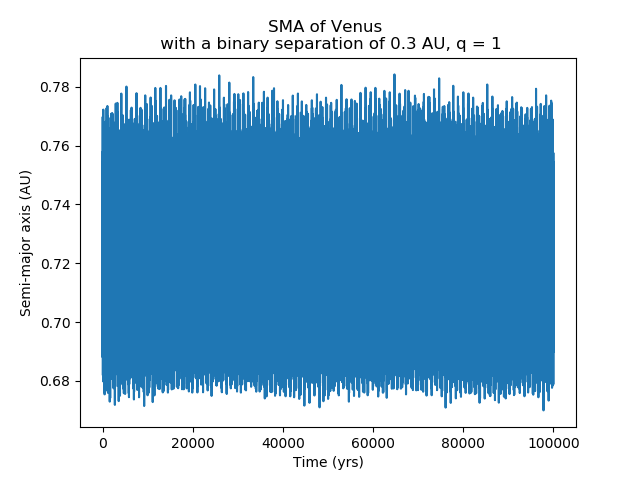 SMA of Venus
with a binary separation of 0.3 AU, q = 1
Semi-major axis (AU)
0.78
0.76
0.74
0.72
0.70
0.68
0 20000 40000 60000 80000 100000
Time (yrs)